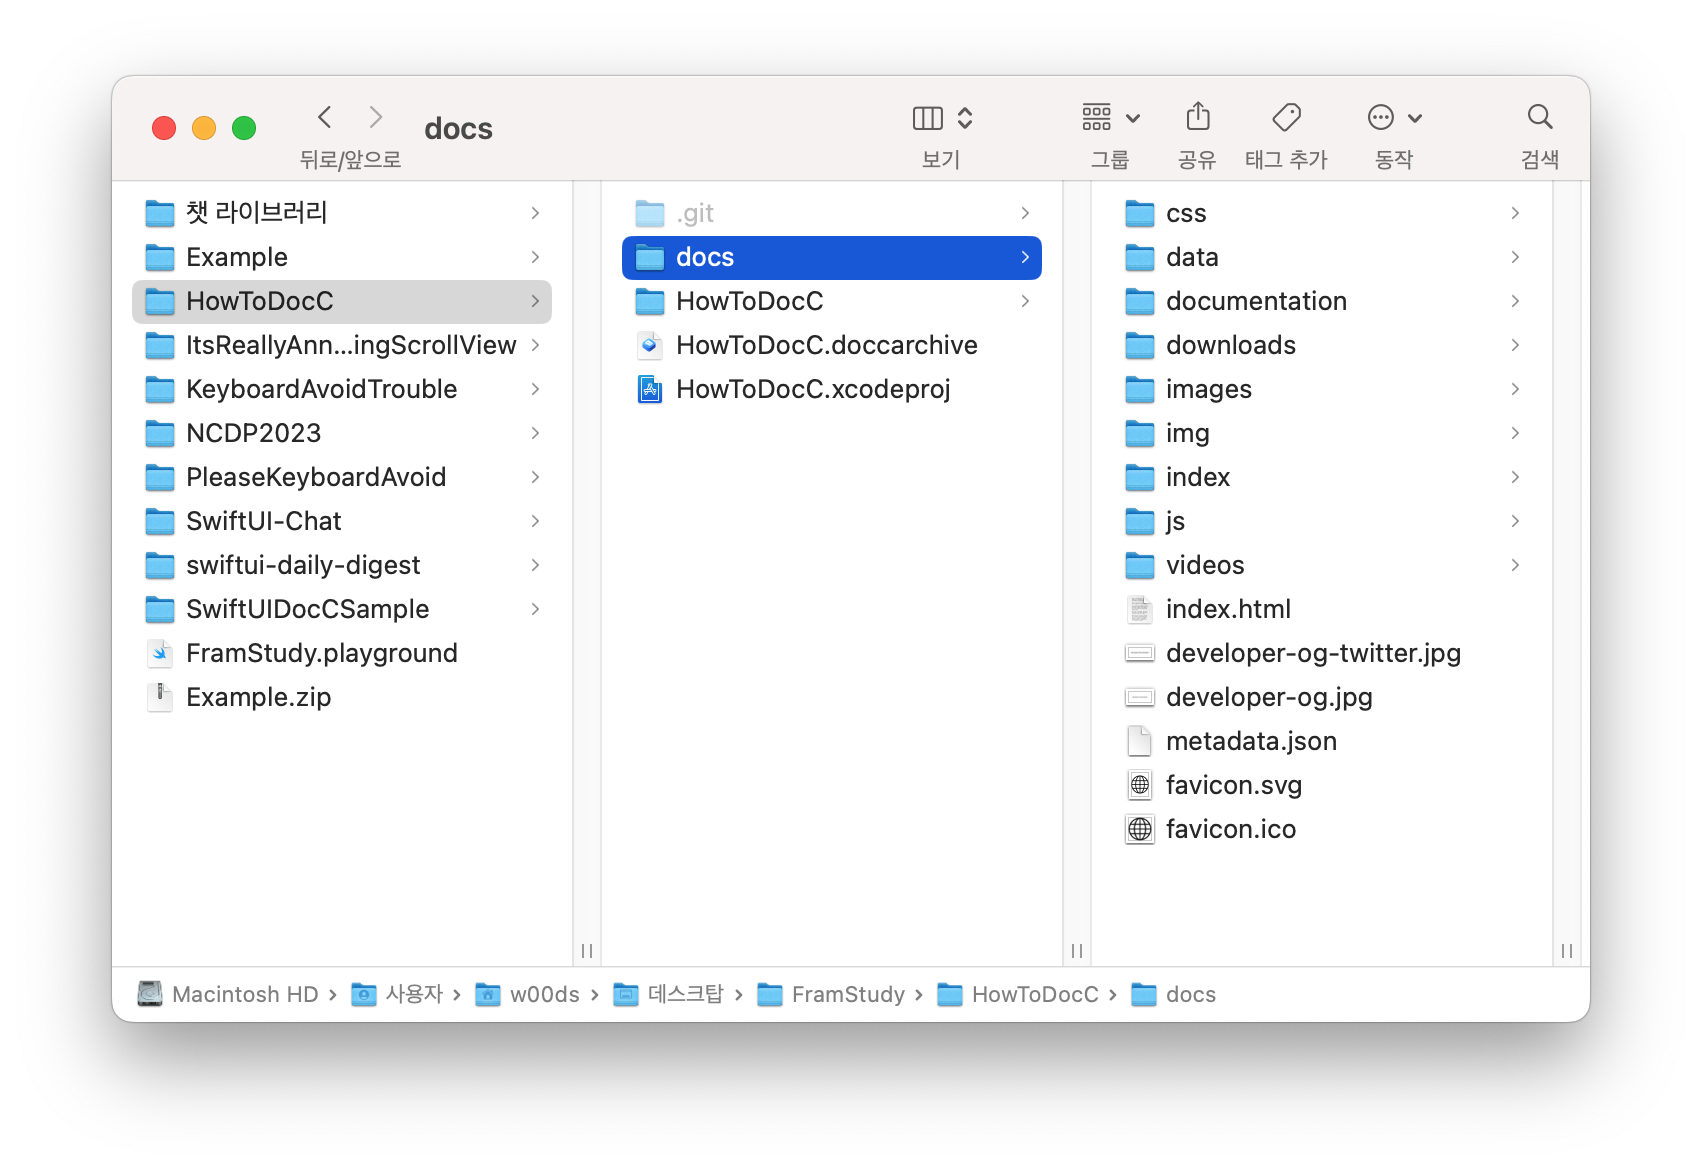 docs
뒤로/앞으로
보기
그룹
공유
태그 추가
동작
검색
챗 라이브러리
Example
HowToDocC
ItsReallyAnn...ingScrollView
KeyboardAvoidTrouble
NCDP2023
PleaseKeyboardAvoid
SwiftUI-Chat
swiftui-daily-digest
SwiftUIDocCSample
FramStudy.playground
Example.zip
.git
docs
HowToDocC
HowToDocC.doccarchive
HowToDocC.xcodeproj
css
data
documentation
downloads
images
img
index
js
videos
index.html
developer-og-twitter.jpg
developer-og.jpg
metadata.json
favicon.svg
favicon.ico
Macintosh HD › 사용자 › w00ds › 데스크탑 › FramStudy › HowToDocC › docs